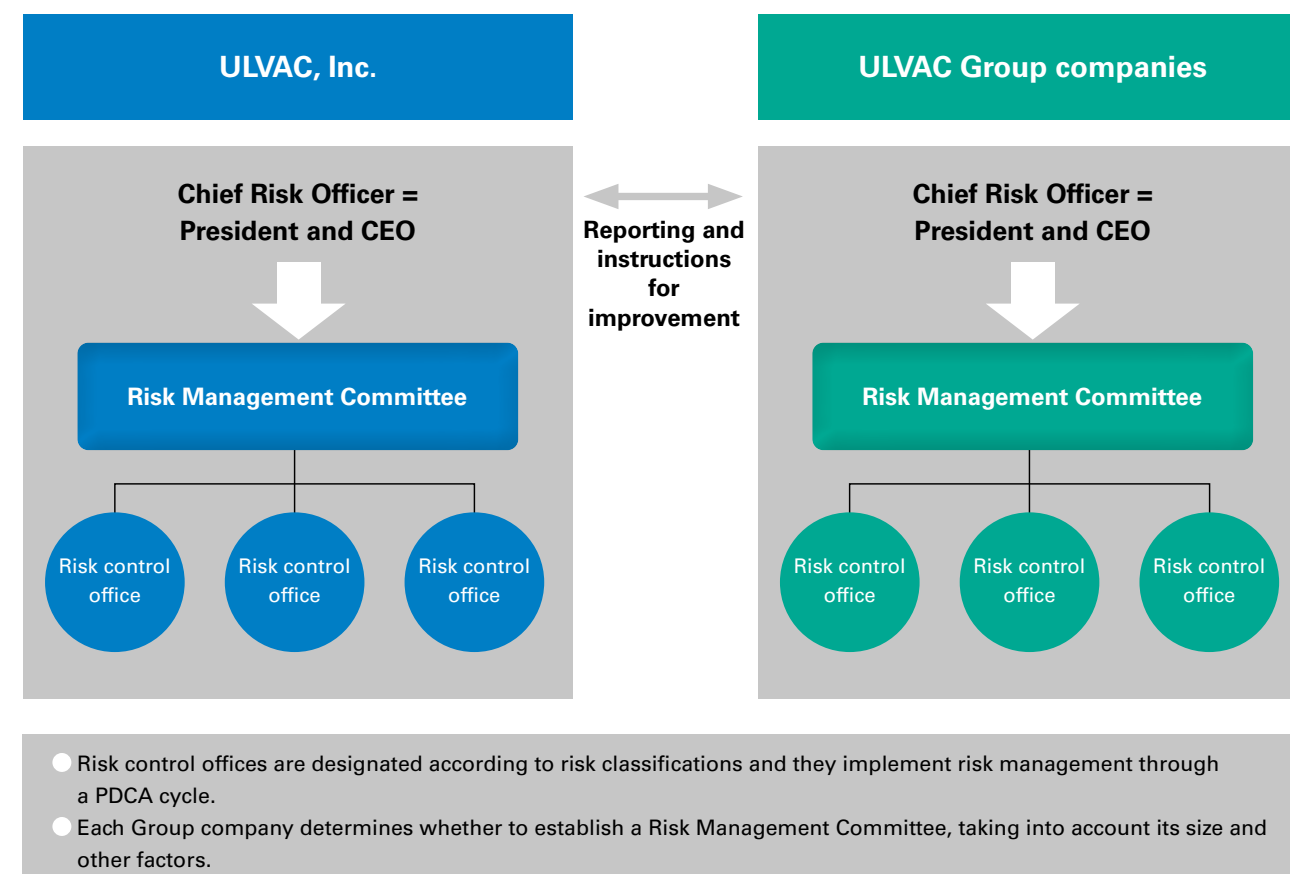 ULVAC, Inc.
Chief Risk Officer =
President and CEO
Risk Management Committee
Risk control
office
Risk control
office
Risk control
office
Reporting and
instructions
for
improvement
ULVAC Group companies
Chief Risk Officer =
President and CEO
Risk Management Committee
Risk control
office
Risk control
office
Risk control
office
Risk control offices are designated according to risk classifications and they implement risk management through
a PDCA cycle.
Each Group company determines whether to establish a Risk Management Committee, taking into account its size and
other factors.